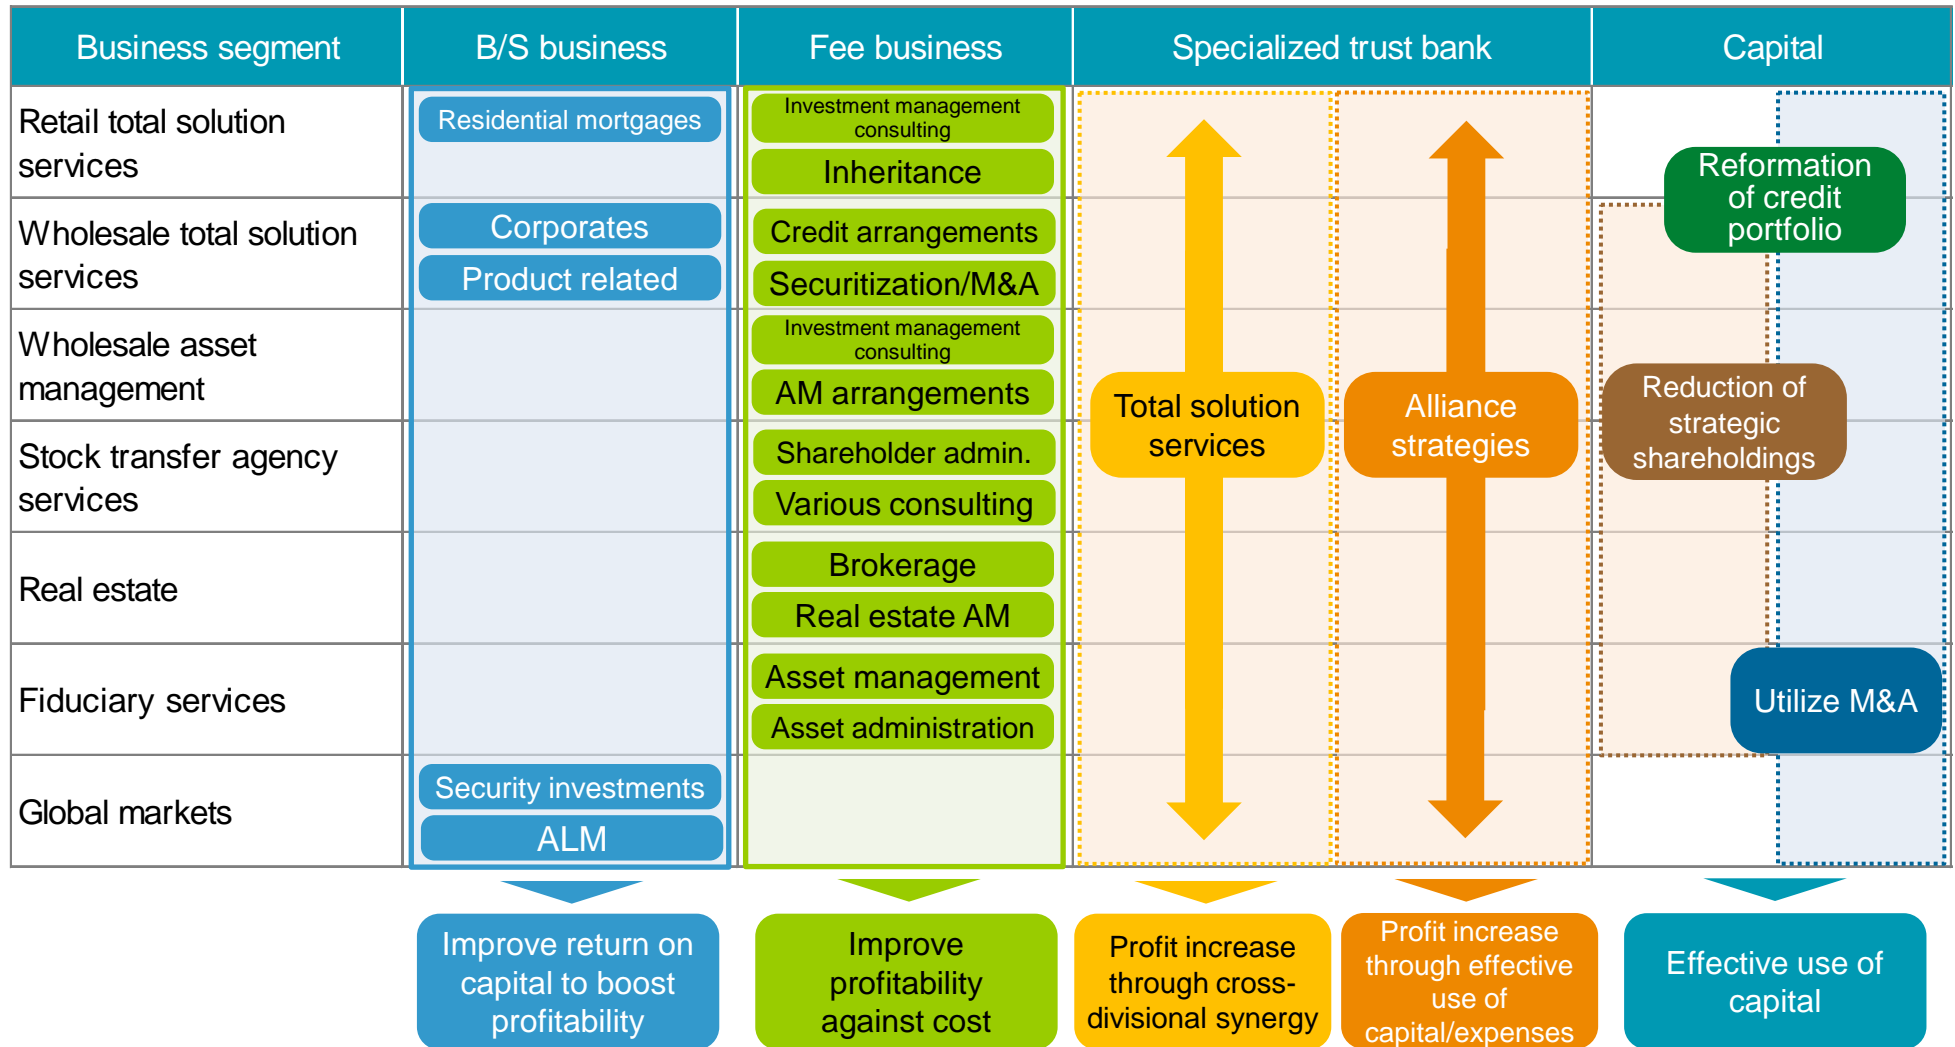 Business segment
B/S business
Fee business
Specialized trust bank
Capital
Retail total solution
services
Residential mortgages
Investment management
consulting
Inheritance
Wholesale total solution
services
Corporates
Product related
Credit arrangements
Securitization/M&A
Wholesale asset
management
Investment management
consulting
AM arrangements
Stock transfer agency
services
Shareholder admin.
Various consulting
Real estate
Brokerage
Real estate AM
Fiduciary services
Asset management
Asset administration
Global markets
Security investments
ALM
Total solution
services
Alliance
strategies
Reformation
of credit
portfolio
Reduction of
strategic
shareholdings
Utilize M&A
Improve return on
capital to boost
profitability
Improve
profitability
against cost
Profit increase
through cross-
divisional synergy
Profit increase
through effective
use of
capital/expenses
Effective use of
capital